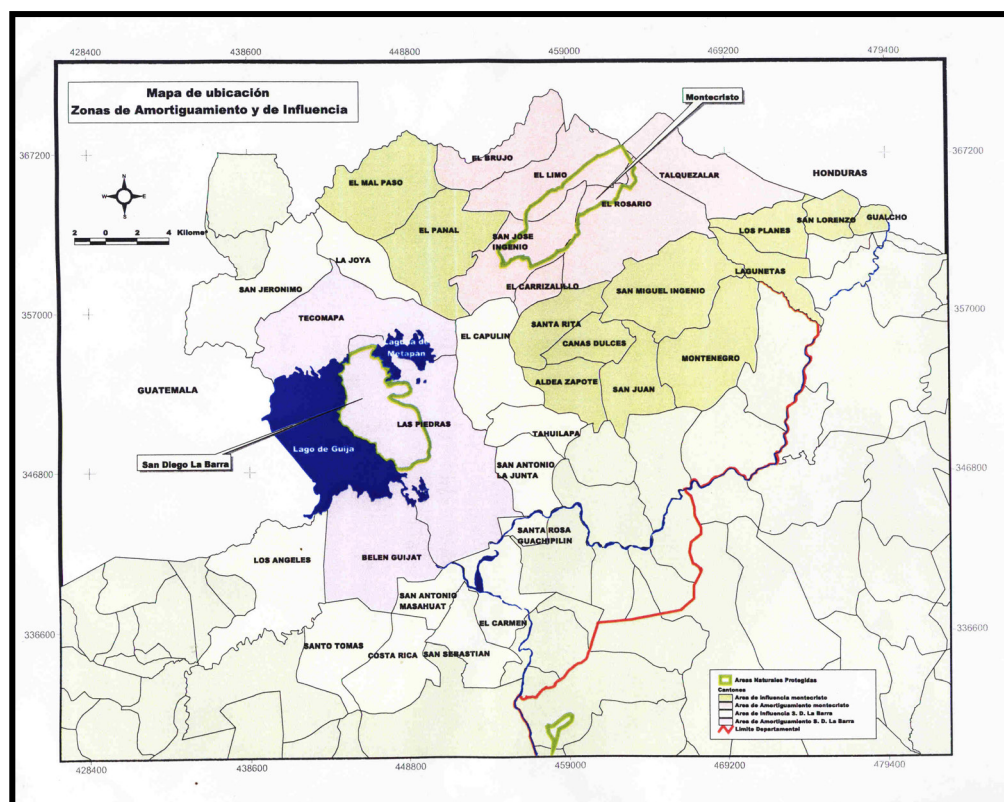 428400 438600 448800 459000 469200 479400
Mapa de ubicación
Zonas de Amortiguamiento y de Influencia
Montecristo
367200 367200
EL BRUJO
EL LIMO
TALQUEZALAR
HONDURAS
EL MAL PASO
EL ROSARIO
N
W E
S
SAN LORENZO
GUALCHO
EL PANAL
SAN JOSE
INGENIO
LOS PLANES
2 0 2 4 Kilome
LA JOYA
LAGUNETAS
SAN JERONIMO
EL CARRIZALILLO
SAN MIGUEL INGENIO
357000 357000
TECOMAPA
SANTA RITA
EL CAPULIN
Laguna de
Metapan
CANAS DULCES
MONTENEGRO
GUATEMALA
ALDEA ZAPOTE
SAN JUAN
LAS PIEDRAS
TAHUILAPA
Lago de Guija
San Diego La Barra
SAN ANTONIO
LA JUNTA
346800 346800
SANTA ROSA
GUACHIPILIN
LOS ANGELES
BELEN GUIJAT
SAN ANTONIO
MASAHUAT
EL CARMEN
336600 336600
SANTO TOMAS
COSTA RICA
SAN SEBASTIAN
Areas Naturales Protegidas
Cantones
Area de Influencia montecristo
Area de Amortiguamiento montecristo
Area de Influencia S. D. La Barra
Area de Amortiguamiento S. D. La Barra
Limite Departamental
428400 438600 448800 459000 469200 479400